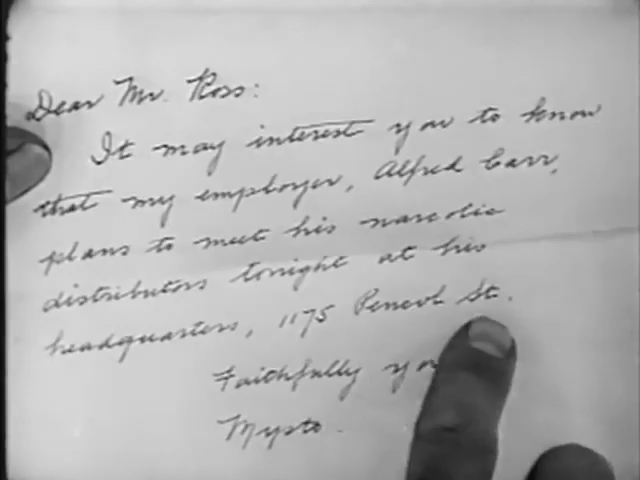 Dear Mr. Ross:
It may interest you to know
that my employer, Alfred Carr,
plans to meet his narcotic
distributors tonight at his
headquarters, 1175 St.
Faithfully
Mysto.